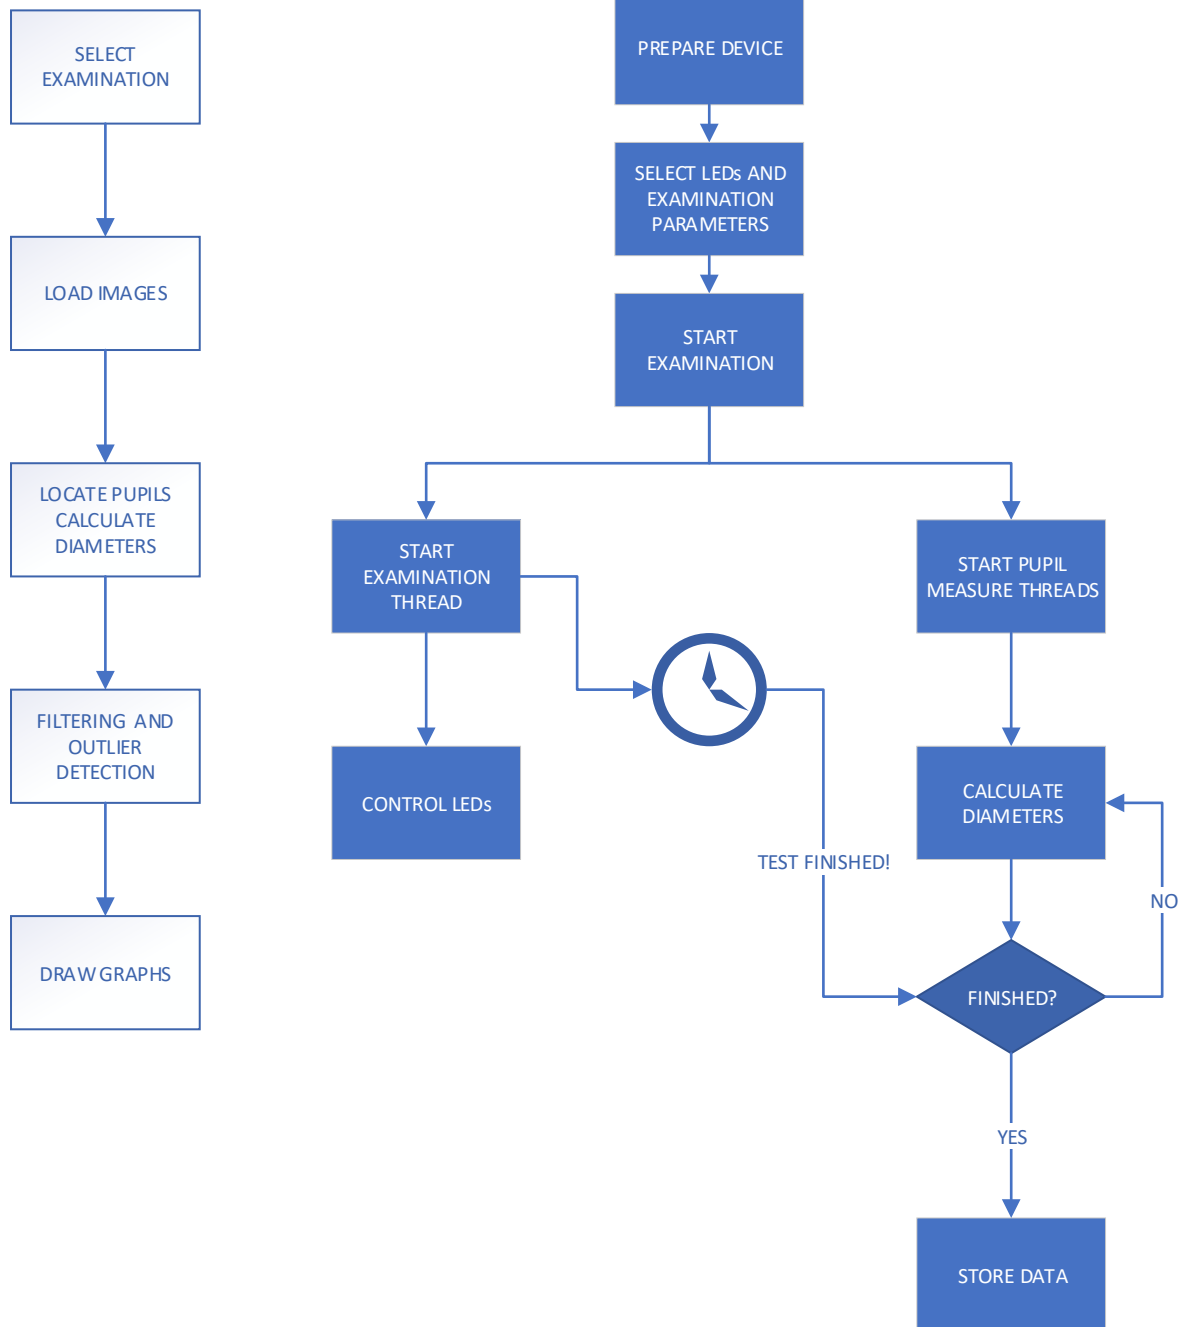 SELECT
EXAMINATION
LOAD IMAGES
LOCATE PUPILS
CALCULATE
DIAMETERS
FILTERING AND
OUTLIER
DETECTION
DRAW GRAPHS
PREPARE DEVICE
SELECT LEDs AND
EXAMINATION
PARAMETERS
START
EXAMINATION
START
EXAMINATION
THREAD
CONTROL LEDs
TEST FINISHED!
START PUPIL
MEASURE THREADS
CALCULATE
DIAMETERS
NO
FINISHED?
YES
STORE DATA